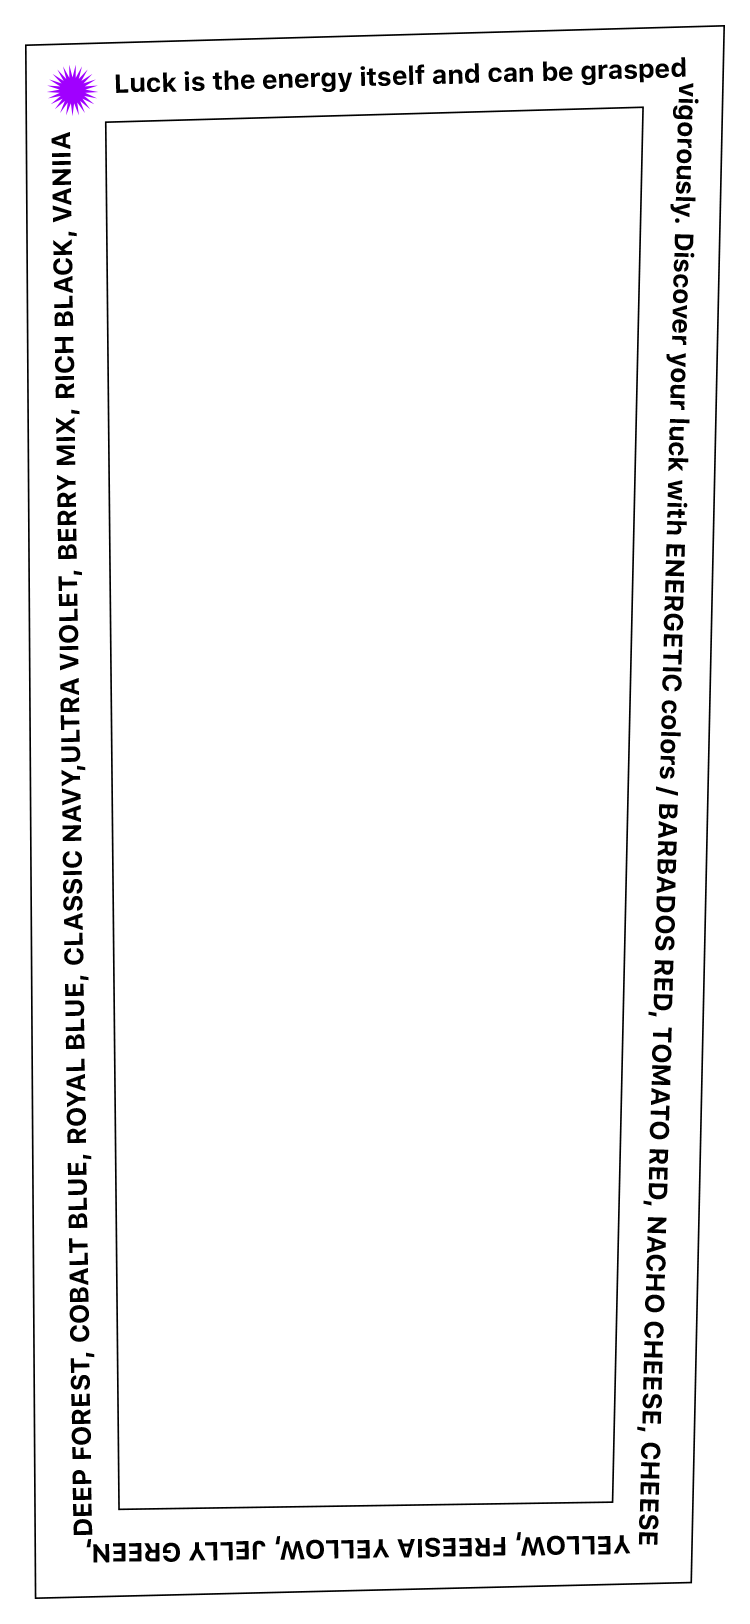 Luck is the energy itself and can be grasped
vigorously. Discover your luck with ENERGETIC colors / BARBADOS RED, TOMATO RED, NACHO CHEESE, CHEESE
YELLOW, FREESIA YELLOW, JELLY GREEN,
DEEP FOREST, COBALT BLUE, ROYAL BLUE, CLASSIC NAVY,ULTRA VIOLET, BERRY MIX, RICH BLACK, VANIIA